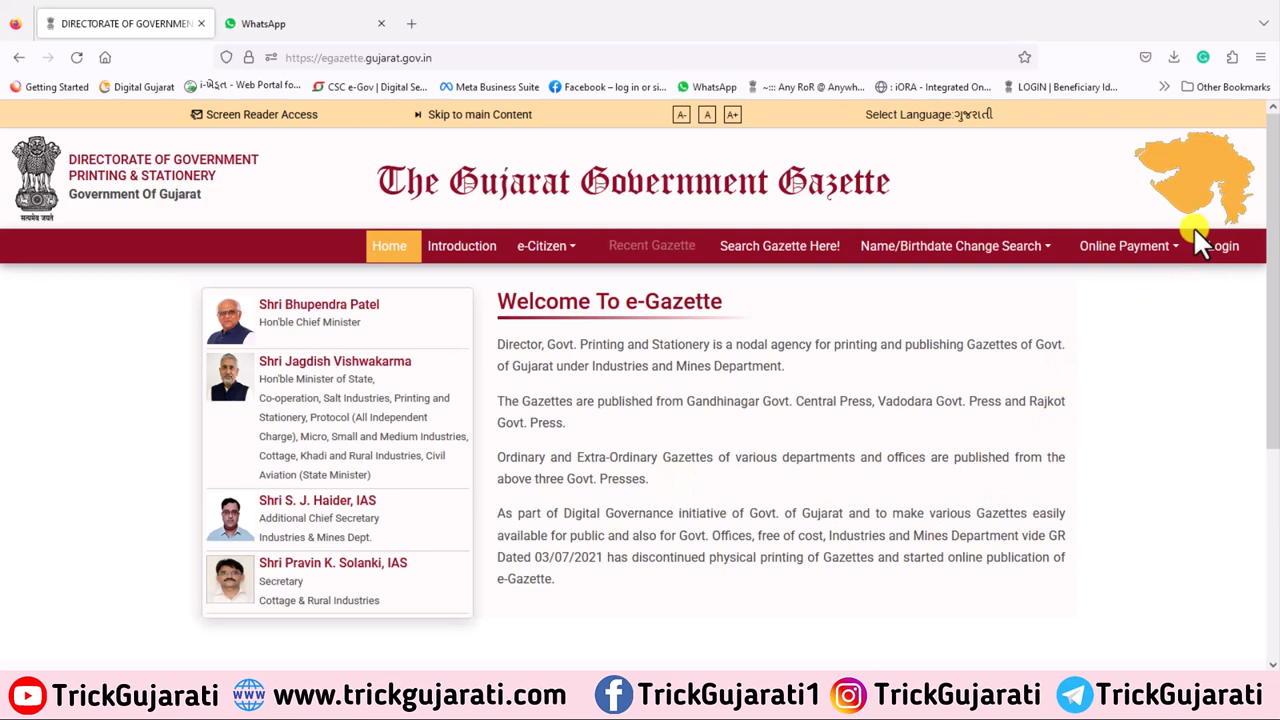 DIRECTORATE OF GOVERNMEN
WhatsApp
https://egazette.gujarat.gov.in
Getting Started
Digital Gujarat
i-ખેડૂત - Web Portal fo...
CSC e-Gov | Digital Se...
Meta Business Suite
Facebook – log in or si...
WhatsApp
~::: Any RoR @ Anywh...
: iORA - Integrated On...
LOGIN | Beneficiary Id...
Other Bookmarks
Screen Reader Access
Skip to main Content
A- A A+
Select Language:ગુજરાતી
DIRECTORATE OF GOVERNMENT
PRINTING & STATIONERY
Government Of Gujarat
सत्यमेव जयते
The Gujarat Government Gazette
Home Introduction e-Citizen Recent Gazette Search Gazette Here! Name/Birthdate Change Search Online Payment Login
Shri Bhupendra Patel
Hon'ble Chief Minister
Shri Jagdish Vishwakarma
Hon'ble Minister of State,
Co-operation, Salt Industries, Printing and
Stationery, Protocol (All Independent
Charge), Micro, Small and Medium Industries,
Cottage, Khadi and Rural Industries, Civil
Aviation (State Minister)
Shri S. J. Haider, IAS
Additional Chief Secretary
Industries & Mines Dept.
Shri Pravin K. Solanki, IAS
Secretary
Cottage & Rural Industries
Welcome To e-Gazette
Director, Govt. Printing and Stationery is a nodal agency for printing and publishing Gazettes of Govt.
of Gujarat under Industries and Mines Department.
The Gazettes are published from Gandhinagar Govt. Central Press, Vadodara Govt. Press and Rajkot
Govt. Press.
Ordinary and Extra-Ordinary Gazettes of various departments and offices are published from the
above three Govt. Presses.
As part of Digital Governance initiative of Govt. of Gujarat and to make various Gazettes easily
available for public and also for Govt. Offices, free of cost, Industries and Mines Department vide GR
Dated 03/07/2021 has discontinued physical printing of Gazettes and started online publication of
e-Gazette.
TrickGujarati www.trickgujarati.com TrickGujarati1 TrickGujarati TrickGujarati